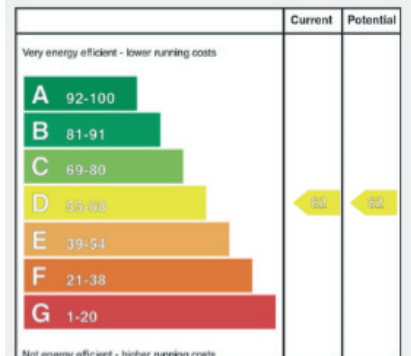 Current Potential
Very energy efficient - lower running costs
A 92-100
B 81-91
C 69-80
D 55-68 62 62
E 39-54
F 21-38
G 1-20
Not energy efficient - higher running costs